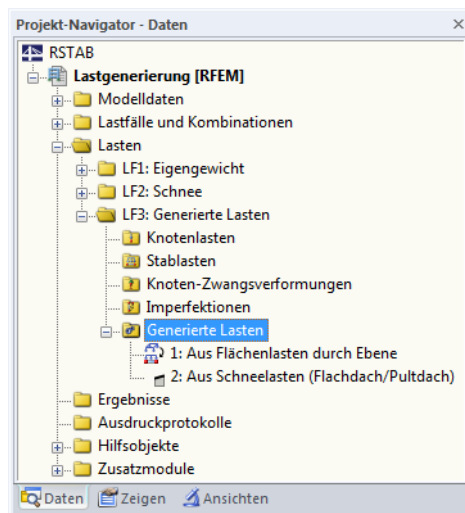 Projekt-Navigator - Daten
RSTAB
Lastgenerierung [RFEM]
Modelldaten
Lastfälle und Kombinationen
Lasten
LF1: Eigengewicht
LF2: Schnee
LF3: Generierte Lasten
Knotenlasten
Stablasten
Knoten-Zwangsverformungen
Imperfektionen
Generierte Lasten
1: Aus Flächenlasten durch Ebene
2: Aus Schneelasten (Flachdach/Pultdach)
Ergebnisse
Ausdruckprotokolle
Hilfsobjekte
Zusatzmodule
Daten Zeigen Ansichten